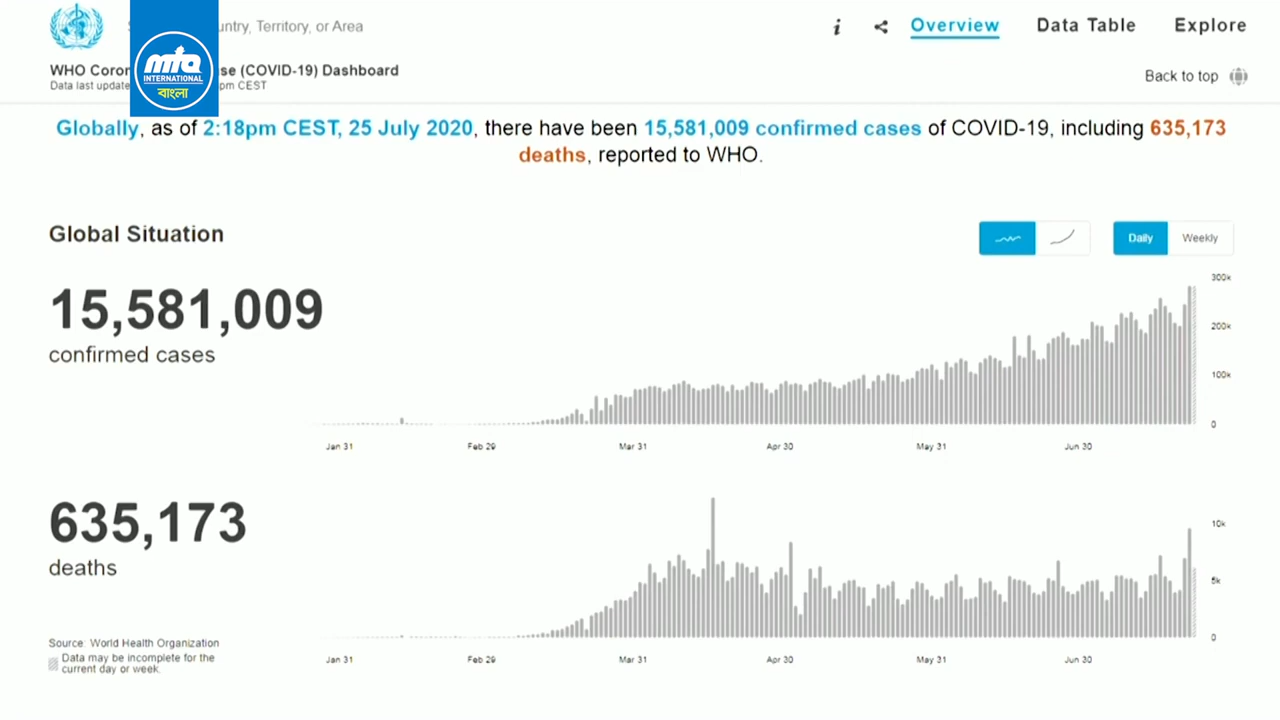 untry, Territory, or Area
Overview
Data Table
Explore
mta
INTERNATIONAL
বাংলা
WHO Coron
se (COVID-19) Dashboard
Data last update
pm CEST
Back to top
Globally, as of 2:18pm CEST, 25 July 2020, there have been 15,581,009 confirmed cases of COVID-19, including 635,173
deaths, reported to WHO.
Global Situation
Daily
Weekly
15,581,009
confirmed cases
300k
200k
100k
0
Jan 31
Feb 29
Mar 31
Apr 30
May 31
Jun 30
635,173
deaths
10k
5k
0
Source: World Health Organization
Data may be incomplete for the
current day or week.
Jan 31
Feb 29
Mar 31
Apr 30
May 31
Jun 30